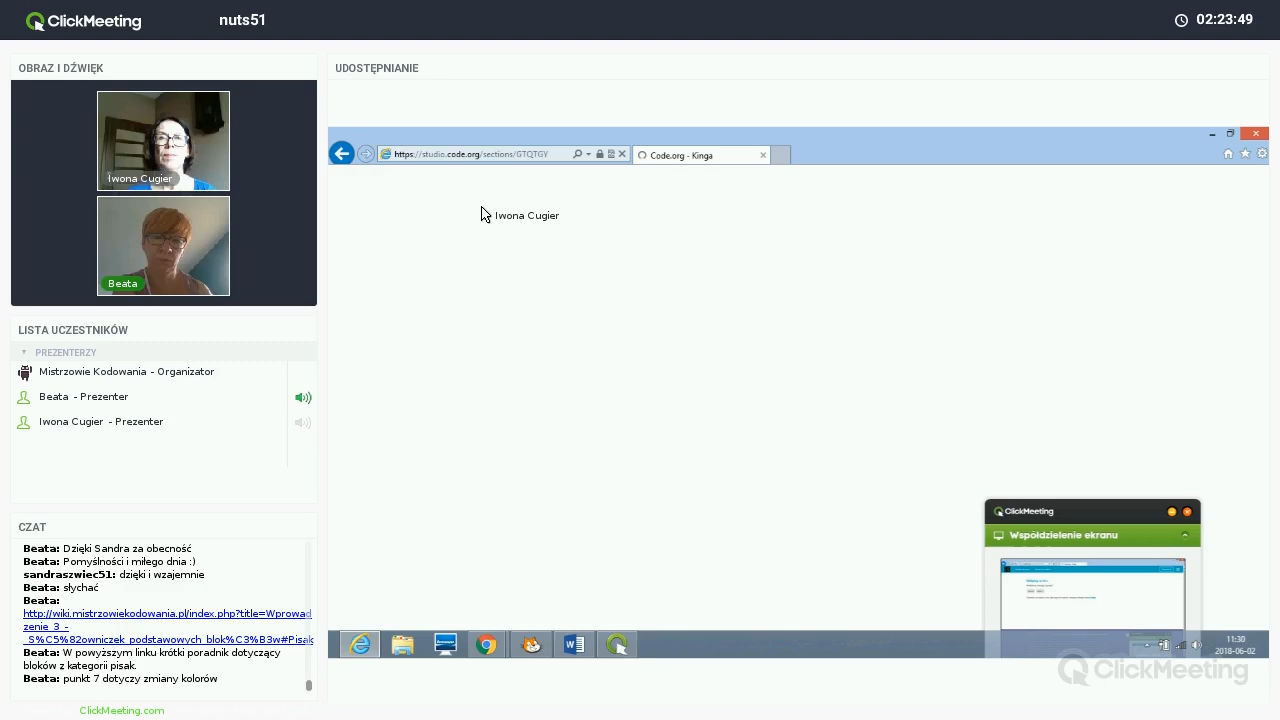 ClickMeeting
nuts51
02:23:49
OBRAZ I DŹWIĘK
Iwona Cugier
Beata
LISTA UCZESTNIKÓW
PREZENTERZY
Mistrzowie Kodowania - Organizator
Beata - Prezenter
Iwona Cugier - Prezenter
CZAT
Beata: Dzięki Sandra za obecność
Beata: Pomyślności i miłego dnia :)
sandraszwiec51: dzięki i wzajemnie
Beata: słychać
Beata:
http://wiki.mistrzowiekodowania.pl/index.php?title=Wprowad
zenie_3_-
_S%C5%82owniczek_podstawowych_blok%C3%B3w#Pisak
Beata: W powyższym linku krótki poradnik dotyczący
bloków z kategorii pisak.
Beata: punkt 7 dotyczy zmiany kolorów
ClickMeeting.com
UDOSTĘPNIANIE
https://studio.code.org/sections/GTQTGY
Code.org - Kinga
Iwona Cugier
ClickMeeting
Współdzielenie ekranu
11:30
2018-06-02
ClickMeeting